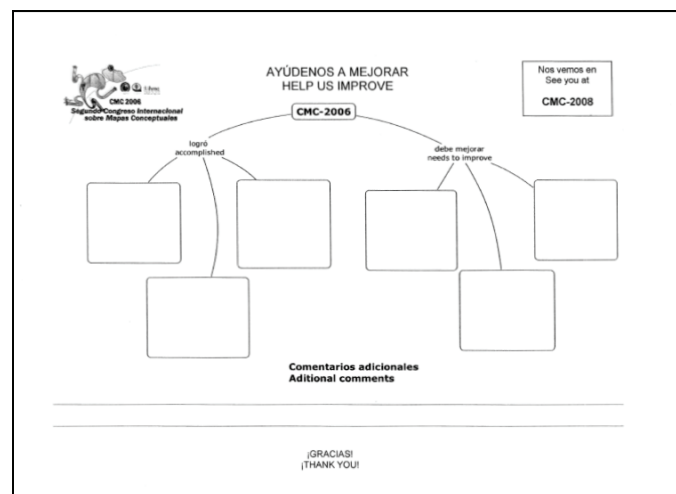 CMC 2006
Segundo Congreso Internacional
sobre Mapas Conceptuales
AYÚDENOS A MEJORAR
HELP US IMPROVE
Nos vemos en
See you at
CMC-2008
CMC-2006
logró
accomplished
debe mejorar
needs to improve
Comentarios adicionales
Aditional comments
¡GRACIAS!
¡THANK YOU!